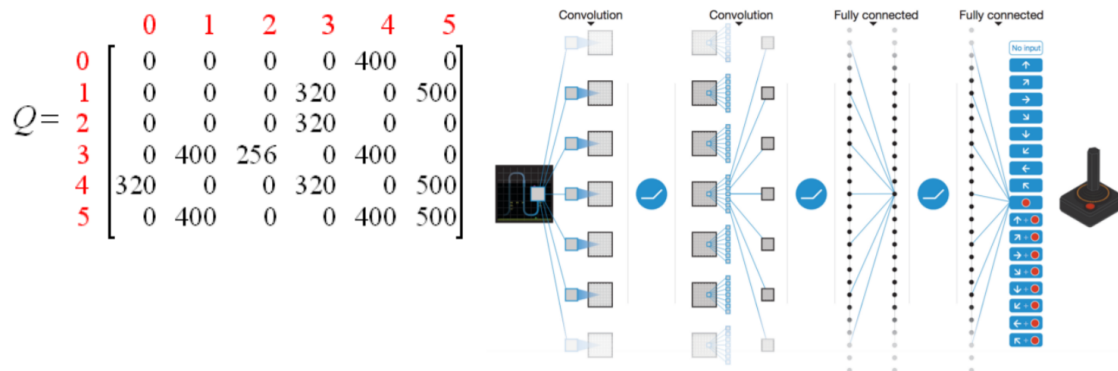 0 1 2 3 4 5
0 0 0 0 0 400 0
1 0 0 0 320 0 500
Q= 2 0 0 0 320 0 0
3 0 400 256 0 400 0
4 320 0 0 320 0 500
5 0 400 0 0 400 500
Convolution Convolution Fully connected Fully connected
No input
↑
↗
→
↘
↓
↙
←
↖
↑ +
↗ +
→ +
↘ +
↓ +
↙ +
← +
↖ +